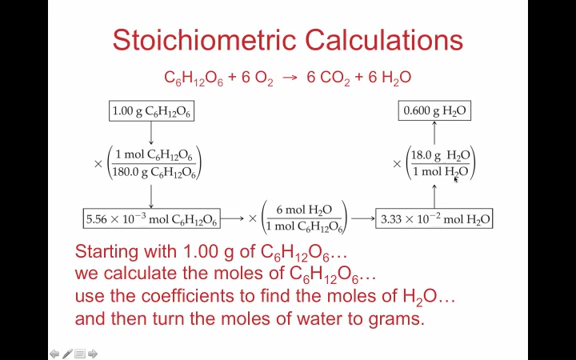 Stoichiometric Calculations
C₆H₁₂O₆ + 6 O₂ → 6 CO₂ + 6 H₂O
1.00 g C₆H₁₂O₆
0.600 g H₂O
× (1 mol C₆H₁₂O₆ / 180.0 g C₆H₁₂O₆)
× (18.0 g H₂O / 1 mol H₂O)
5.56 × 10⁻³ mol C₆H₁₂O₆ → × (6 mol H₂O / 1 mol C₆H₁₂O₆) → 3.33 × 10⁻² mol H₂O
Starting with 1.00 g of C₆H₁₂O₆…
we calculate the moles of C₆H₁₂O₆…
use the coefficients to find the moles of H₂O…
and then turn the moles of water to grams.